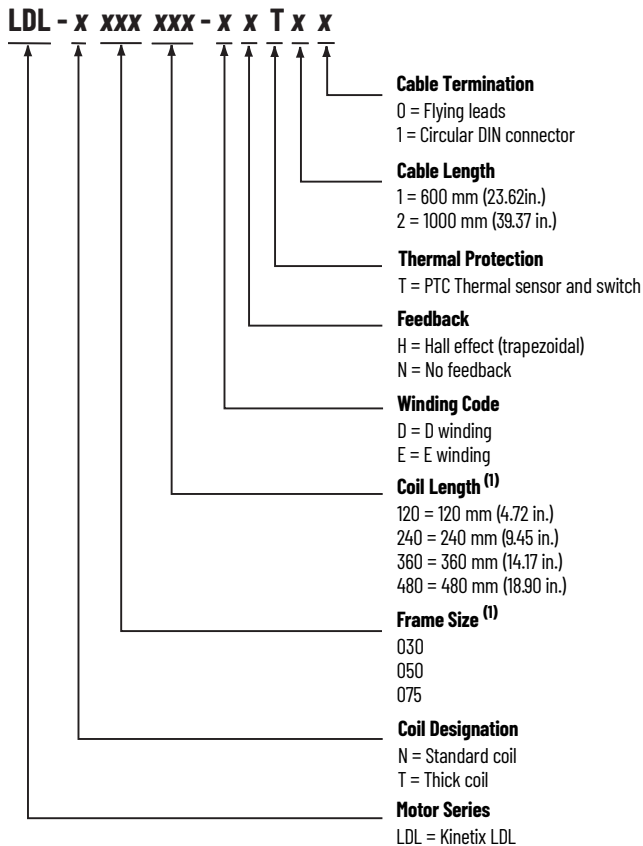 LDL - x xxx xxx - x x T x x
Cable Termination
0 = Flying leads
1 = Circular DIN connector
Cable Length
1 = 600 mm (23.62in.)
2 = 1000 mm (39.37 in.)
Thermal Protection
T = PTC Thermal sensor and switch
Feedback
H = Hall effect (trapezoidal)
N = No feedback
Winding Code
D = D winding
E = E winding
Coil Length (1)
120 = 120 mm (4.72 in.)
240 = 240 mm (9.45 in.)
360 = 360 mm (14.17 in.)
480 = 480 mm (18.90 in.)
Frame Size (1)
030
050
075
Coil Designation
N = Standard coil
T = Thick coil
Motor Series
LDL = Kinetix LDL